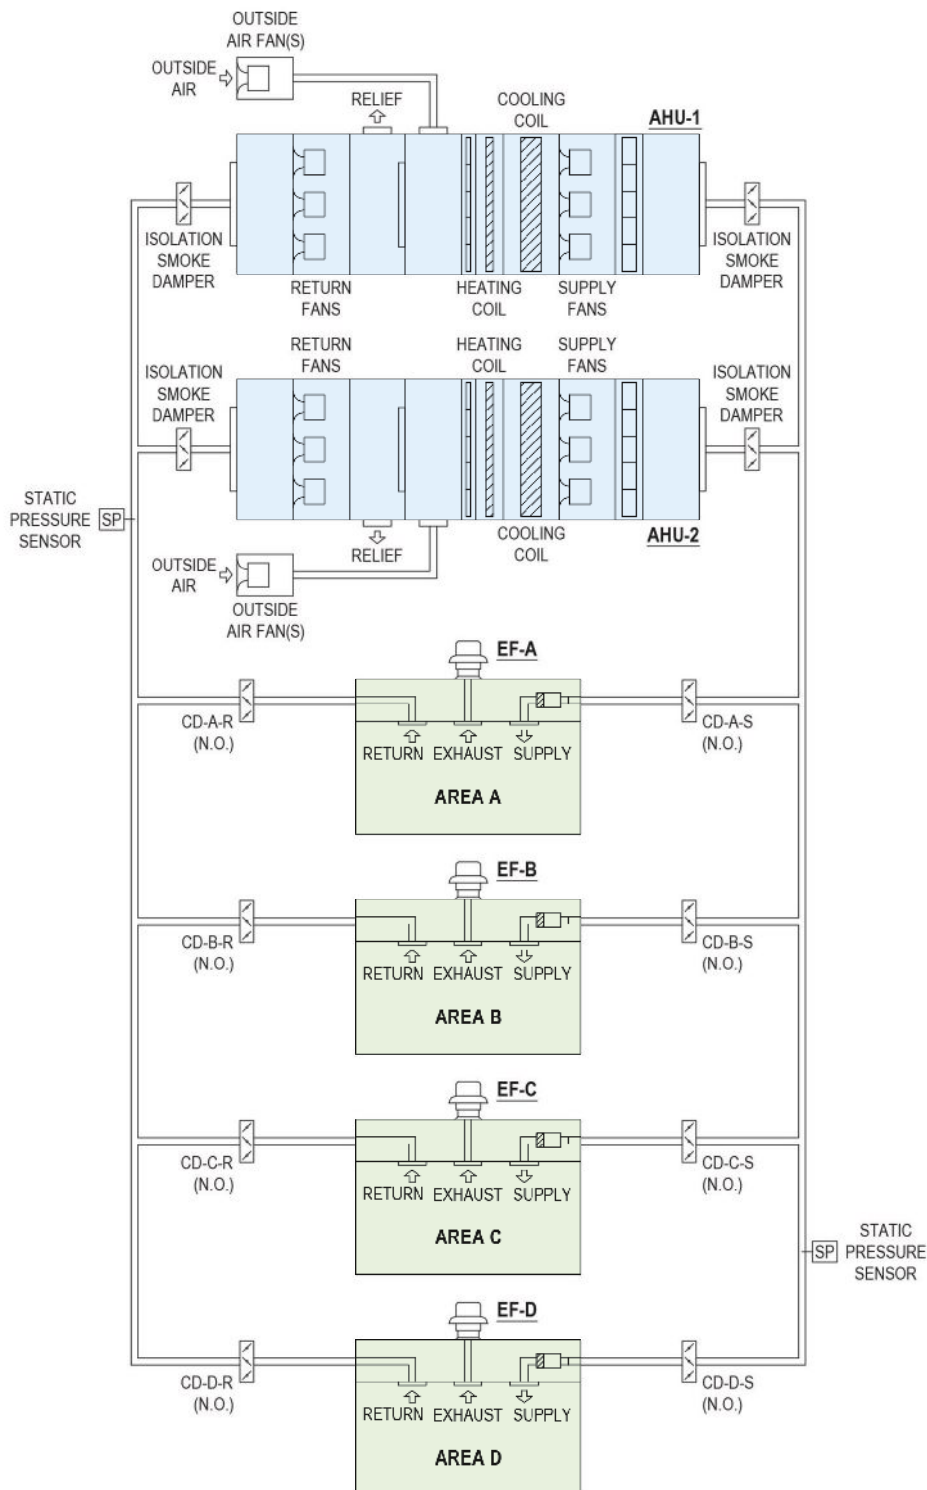 OUTSIDE
AIR FAN(S)
OUTSIDE
AIR
RELIEF
COOLING
COIL
AHU-1
ISOLATION
SMOKE
DAMPER
RETURN
FANS
HEATING
COIL
SUPPLY
FANS
ISOLATION
SMOKE
DAMPER
ISOLATION
SMOKE
DAMPER
RETURN
FANS
HEATING
COIL
SUPPLY
FANS
ISOLATION
SMOKE
DAMPER
STATIC
PRESSURE
SENSOR
SP
RELIEF
COOLING
COIL
AHU-2
OUTSIDE
AIR
OUTSIDE
AIR FAN(S)
EF-A
CD-A-R
(N.O.)
RETURN EXHAUST SUPPLY
AREA A
CD-A-S
(N.O.)
EF-B
CD-B-R
(N.O.)
RETURN EXHAUST SUPPLY
AREA B
CD-B-S
(N.O.)
EF-C
CD-C-R
(N.O.)
RETURN EXHAUST SUPPLY
AREA C
CD-C-S
(N.O.)
SP
STATIC
PRESSURE
SENSOR
EF-D
CD-D-R
(N.O.)
RETURN EXHAUST SUPPLY
AREA D
CD-D-S
(N.O.)